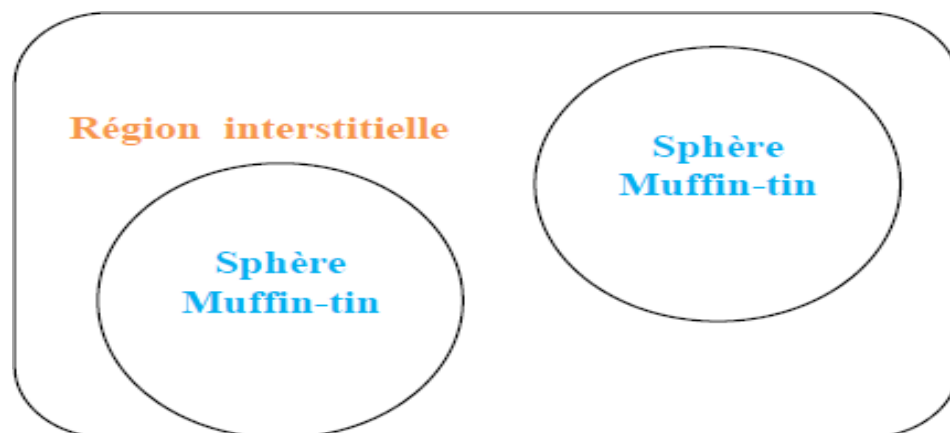 Région interstitielle
Sphère
Muffin-tin
Sphère
Muffin-tin